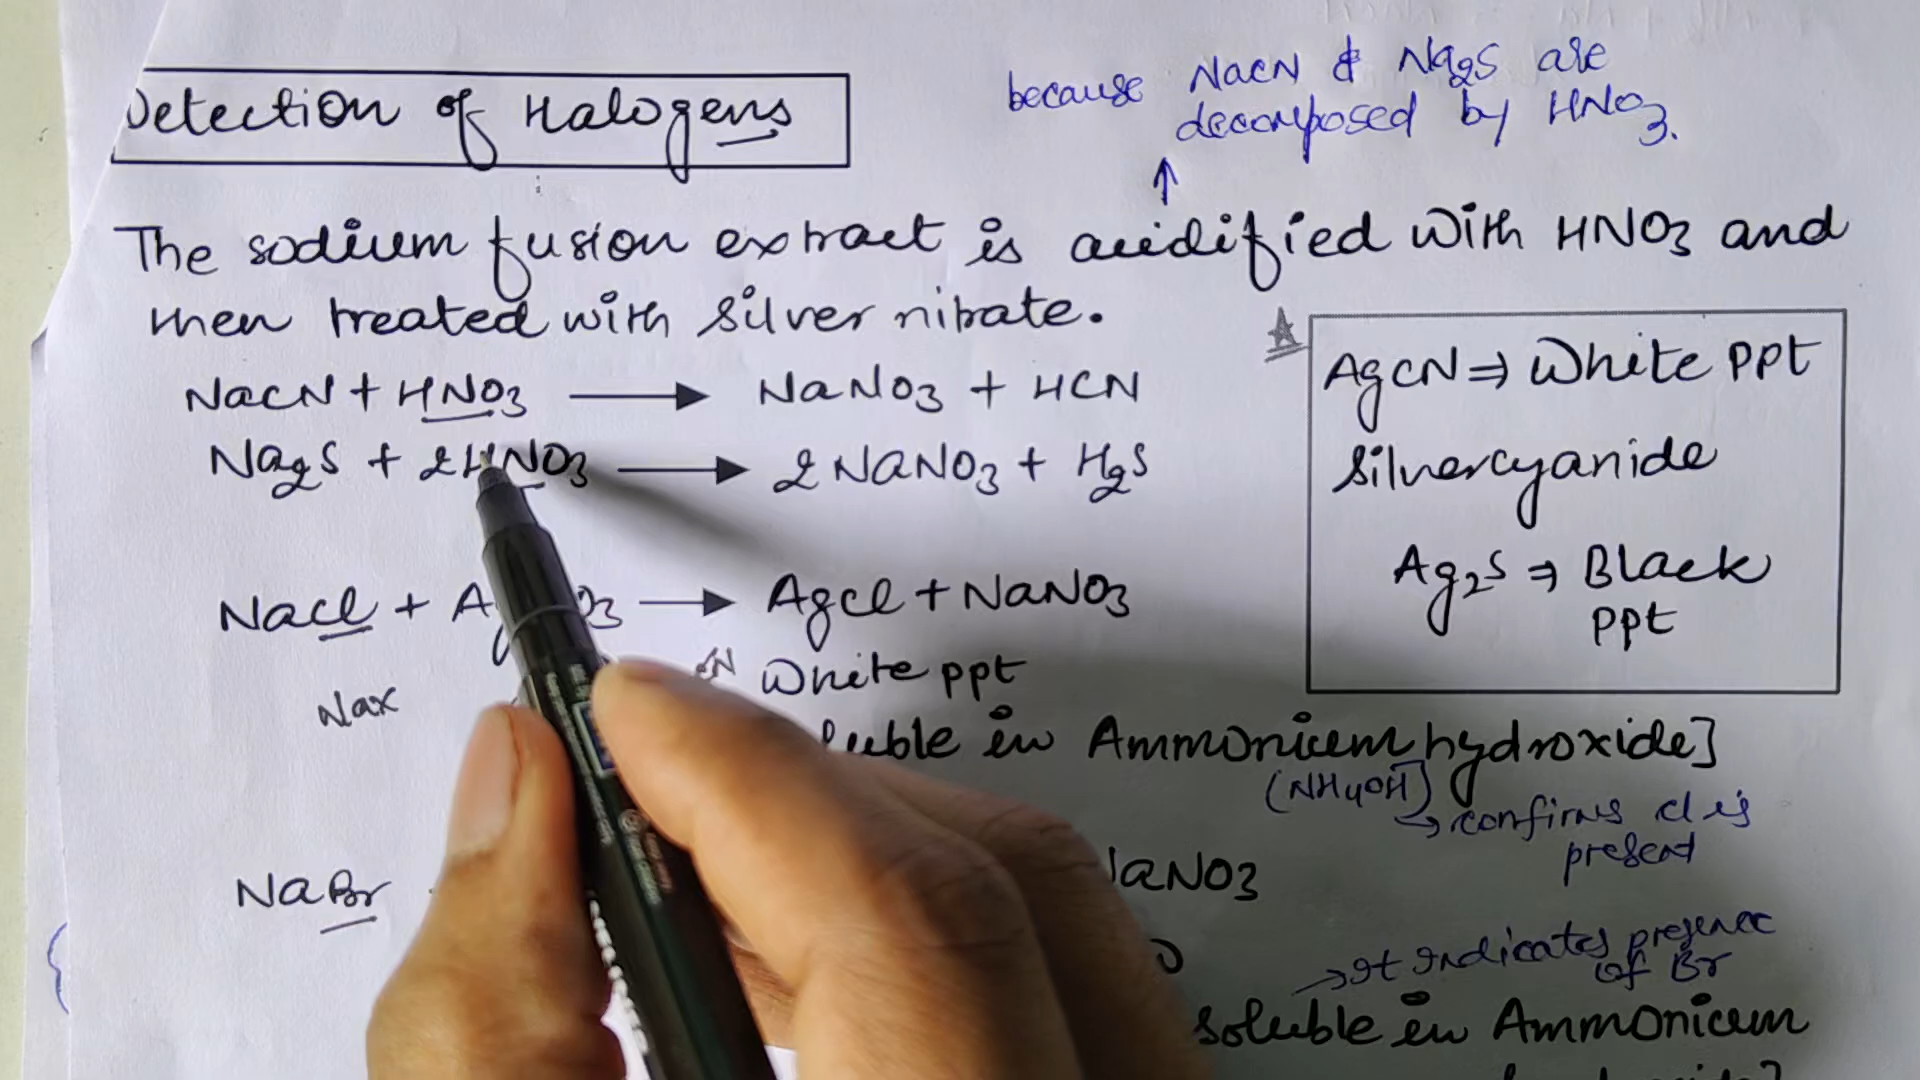 Detection of Halogens
because NaCN & Na2S are
decomposed by HNO3.
↑
The sodium fusion extract is acidified with HNO3 and
then treated with silver nitrate.
NaCN + HNO3 → NaNO3 + HCN
Na2S + 2HNO3 → 2NaNO3 + H2S
AgCN ⇒ White ppt
Silvercyanide
Ag2S ⇒ Black
ppt
NaCl + A O3 → AgCl + NaNO3
White ppt
Nax
in Ammonium hydroxide]
(NH4OH) → confirms Cl is
present
NaBr NaNO3
→ It indicates presence
of Br
soluble in Ammonium